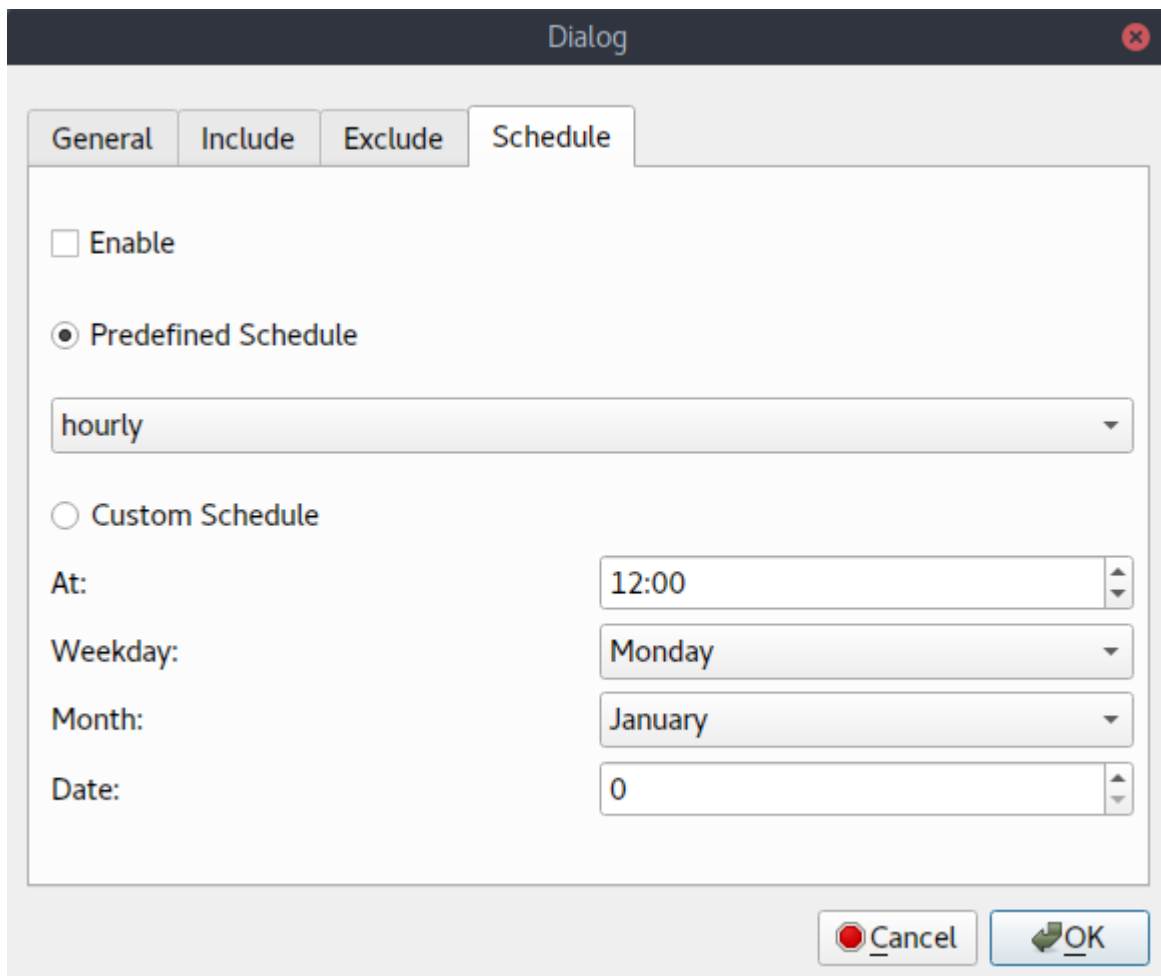 Dialog
General Include Exclude Schedule
Enable
Predefined Schedule
hourly
Custom Schedule
At: 12:00
Weekday: Monday
Month: January
Date: 0
Cancel OK